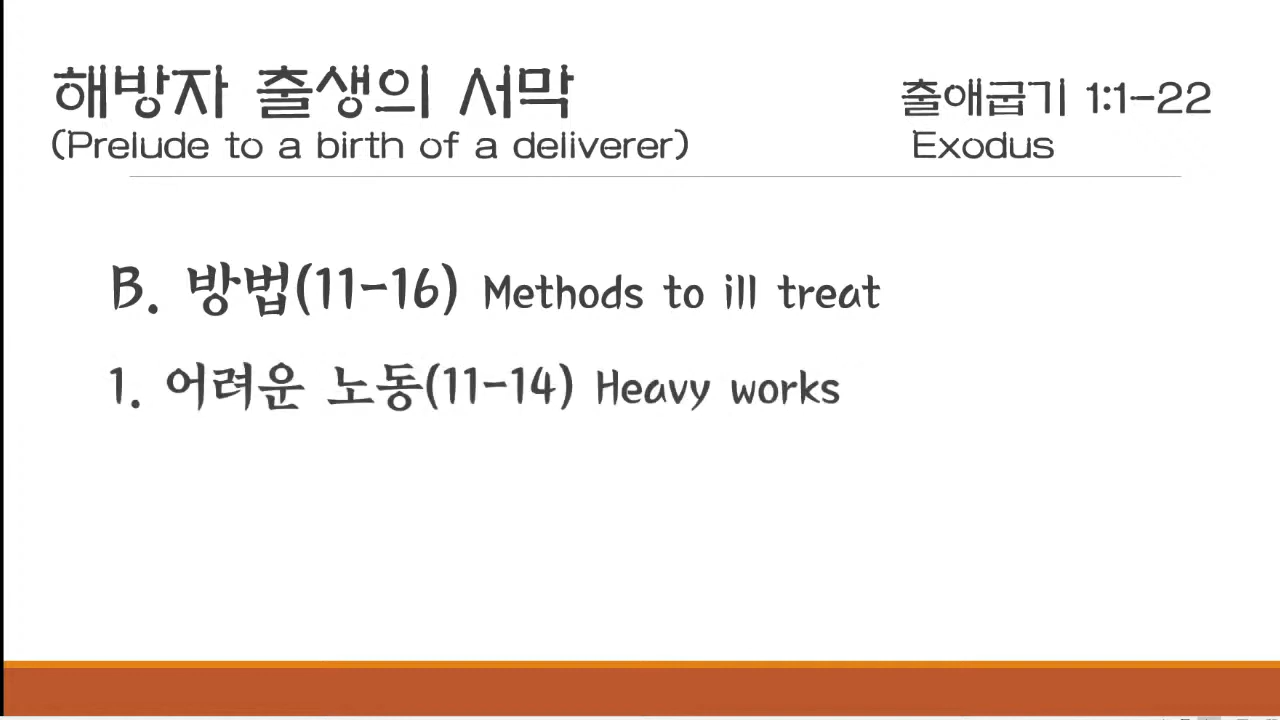 해방자 출생의 서막
(Prelude to a birth of a deliverer)
출애굽기 1:1-22
Exodus
B. 방법(11-16) Methods to ill treat
1. 어려운 노동(11-14) Heavy works